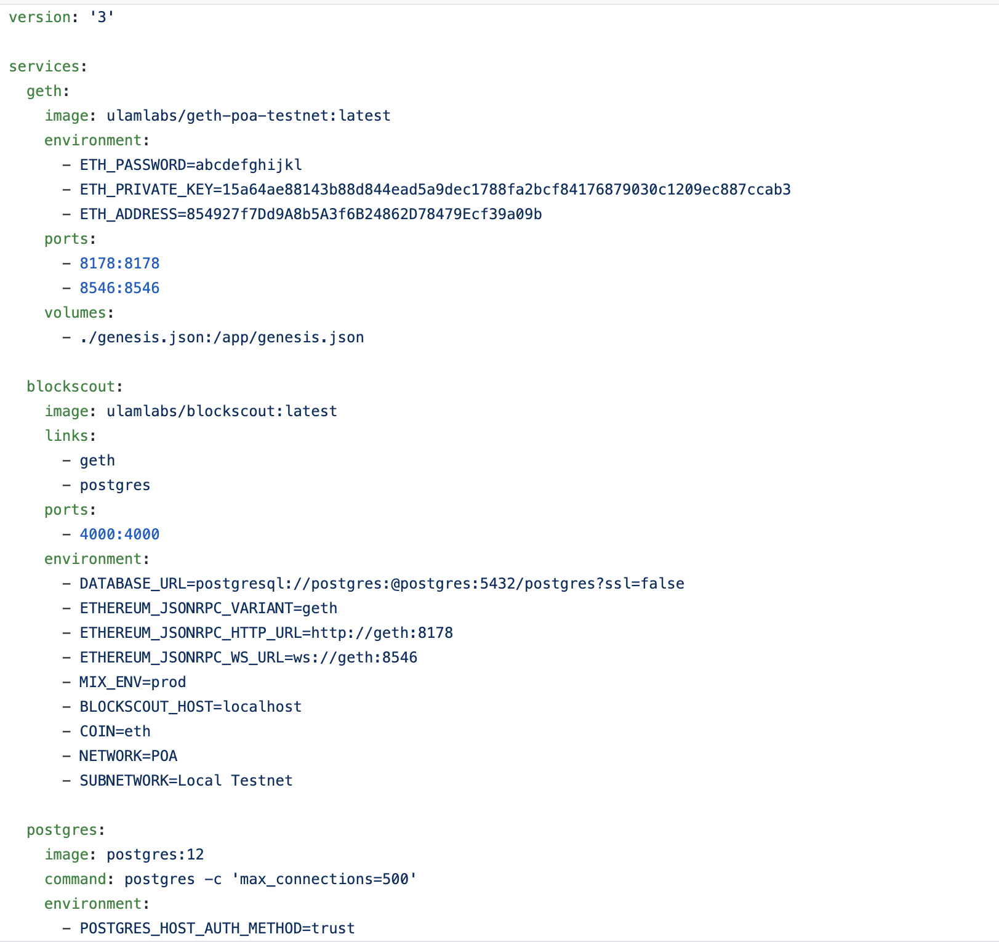 version: '3'

services:
  geth:
    image: ulamlabs/geth-poa-testnet:latest
    environment:
      - ETH_PASSWORD=abcdefghijkl
      - ETH_PRIVATE_KEY=15a64ae88143b88d844ead5a9dec1788fa2bcf84176879030c1209ec887ccab3
      - ETH_ADDRESS=854927f7Dd9A8b5A3f6B24862D78479Ecf39a09b
    ports:
      - 8178:8178
      - 8546:8546
    volumes:
      - ./genesis.json:/app/genesis.json

  blockscout:
    image: ulamlabs/blockscout:latest
    links:
      - geth
      - postgres
    ports:
      - 4000:4000
    environment:
      - DATABASE_URL=postgresql://postgres:@postgres:5432/postgres?ssl=false
      - ETHEREUM_JSONRPC_VARIANT=geth
      - ETHEREUM_JSONRPC_HTTP_URL=http://geth:8178
      - ETHEREUM_JSONRPC_WS_URL=ws://geth:8546
      - MIX_ENV=prod
      - BLOCKSCOUT_HOST=localhost
      - COIN=eth
      - NETWORK=POA
      - SUBNETWORK=Local Testnet

  postgres:
    image: postgres:12
    command: postgres -c 'max_connections=500'
    environment:
      - POSTGRES_HOST_AUTH_METHOD=trust